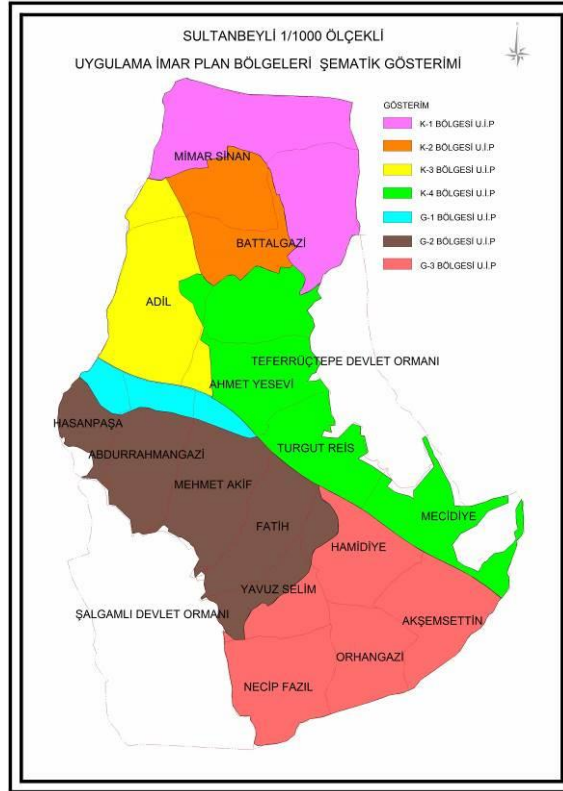 SULTANBEYLİ 1/1000 ÖLÇEKLİ
UYGULAMA İMAR PLAN BÖLGELERİ ŞEMATİK GÖSTERİMİ
GÖSTERİM
K-1 BÖLGESİ U.İ.P
K-2 BÖLGESİ U.İ.P
K-3 BÖLGESİ U.İ.P
K-4 BÖLGESİ U.İ.P
G-1 BÖLGESİ U.İ.P
G-2 BÖLGESİ U.İ.P
G-3 BÖLGESİ U.İ.P
MİMAR SİNAN
BATTALGAZİ
ADİL
TEFERRÜÇTEPE DEVLET ORMANI
AHMET YESEVİ
HASANPAŞA
TURGUT REİS
ABDURRAHMANGAZİ
MEHMET AKİF
MECİDİYE
FATİH
HAMİDİYE
YAVUZ SELİM
ŞALGAMLI DEVLET ORMANI
AKŞEMSETTİN
ORHANGAZİ
NECİP FAZIL